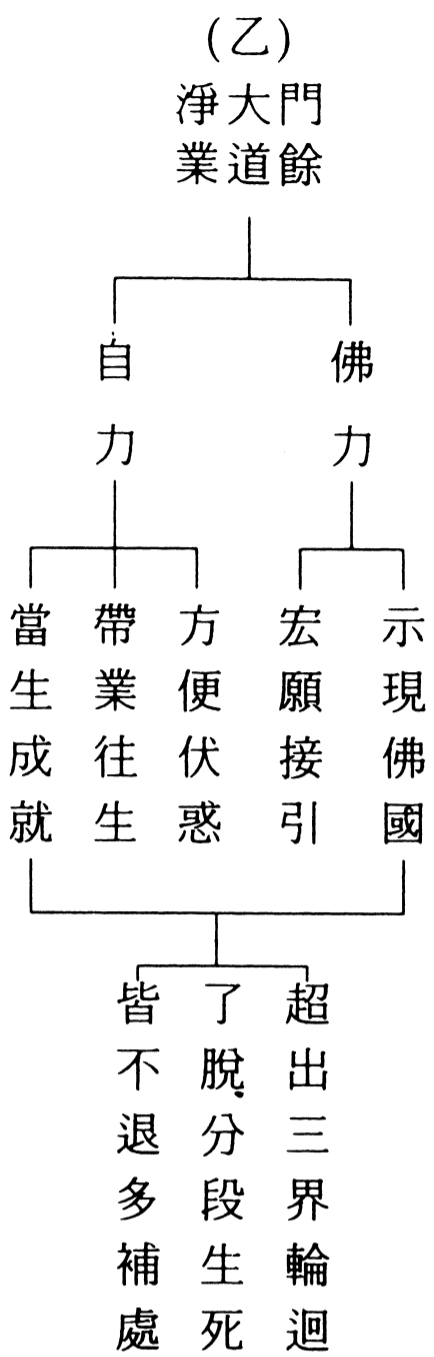 (乙)
門餘
大道
淨業
佛力
自力
示現佛國
宏願接引
方便伏惑
帶業往生
當生成就
超出三界輪迴
了脫分段生死
皆不退多補處